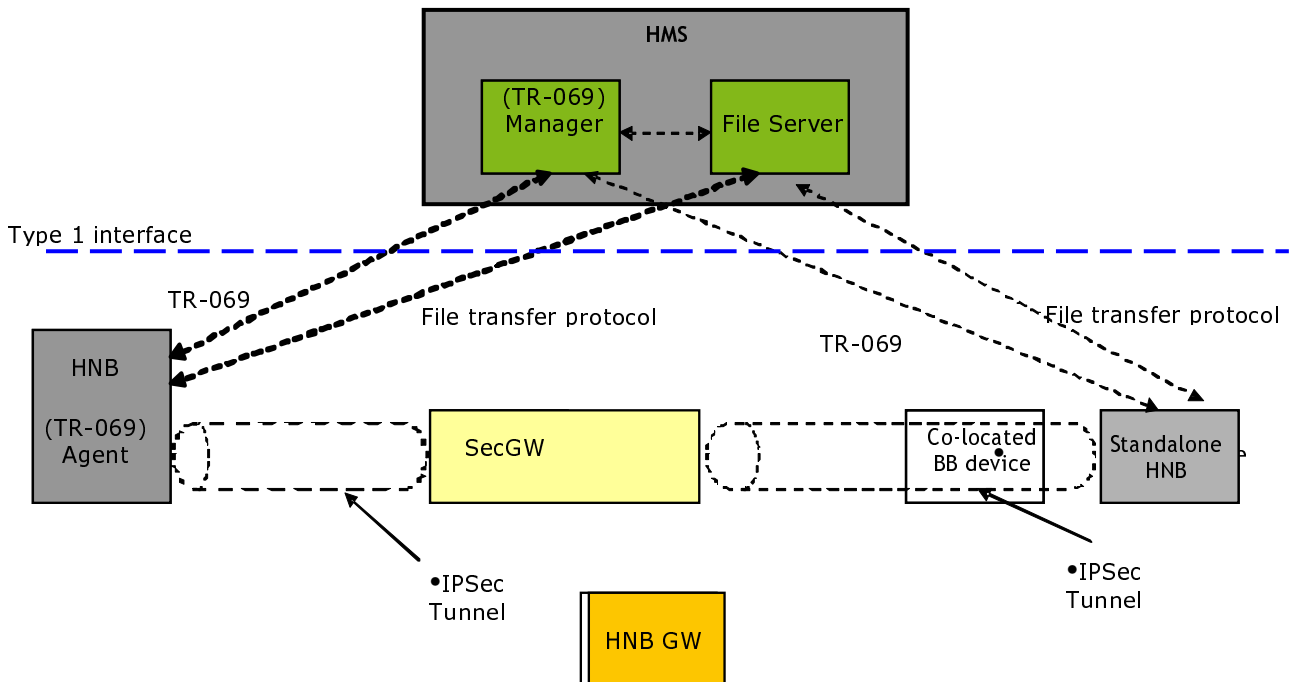 HMS
(TR-069)
Manager
File Server
Type 1 interface
TR-069
File transfer protocol
File transfer protocol
TR-069
HNB
(TR-069)
Agent
SecGW
Co-located
BB device
Standalone
HNB
•IPSec
Tunnel
•IPSec
Tunnel
HNB GW